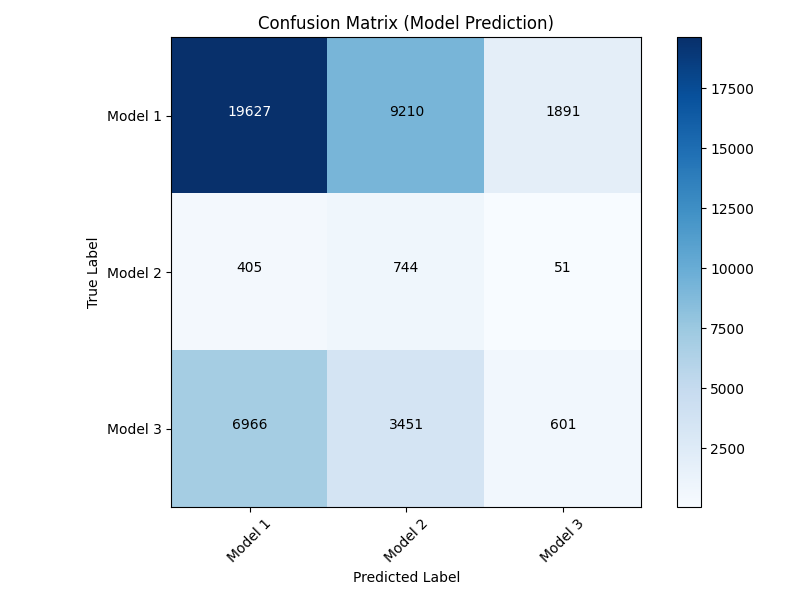 Confusion Matrix (Model Prediction)
Model 1
19627
9210
1891
Model 2
405
744
51
Model 3
6966
3451
601
True Label
Model 1
Model 2
Model 3
Predicted Label
17500
15000
12500
10000
7500
5000
2500